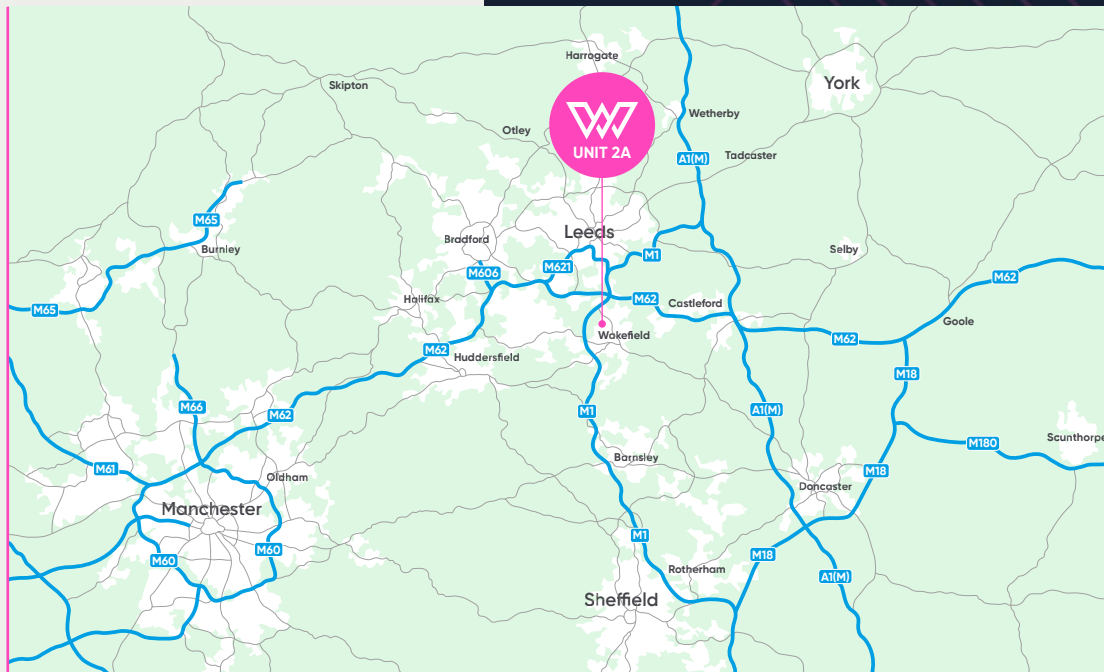 Harrogate
Skipton
York
Wetherby
Otley
UNIT 2A
A1(M)
Tadcaster
M65
Leeds
Bradford
Burnley
Selby
M1
M621
M606
M62
Halifax
M62
Castleford
M65
Goole
Wakefield
M62
M62
Huddersfield
M18
M66
M62
M1
A1(M)
Scunthorpe
M180
Barnsley
M61
M18
Oldham
Doncaster
Manchester
M1
M60
M60
M18
Rotherham
A1(M)
Sheffield